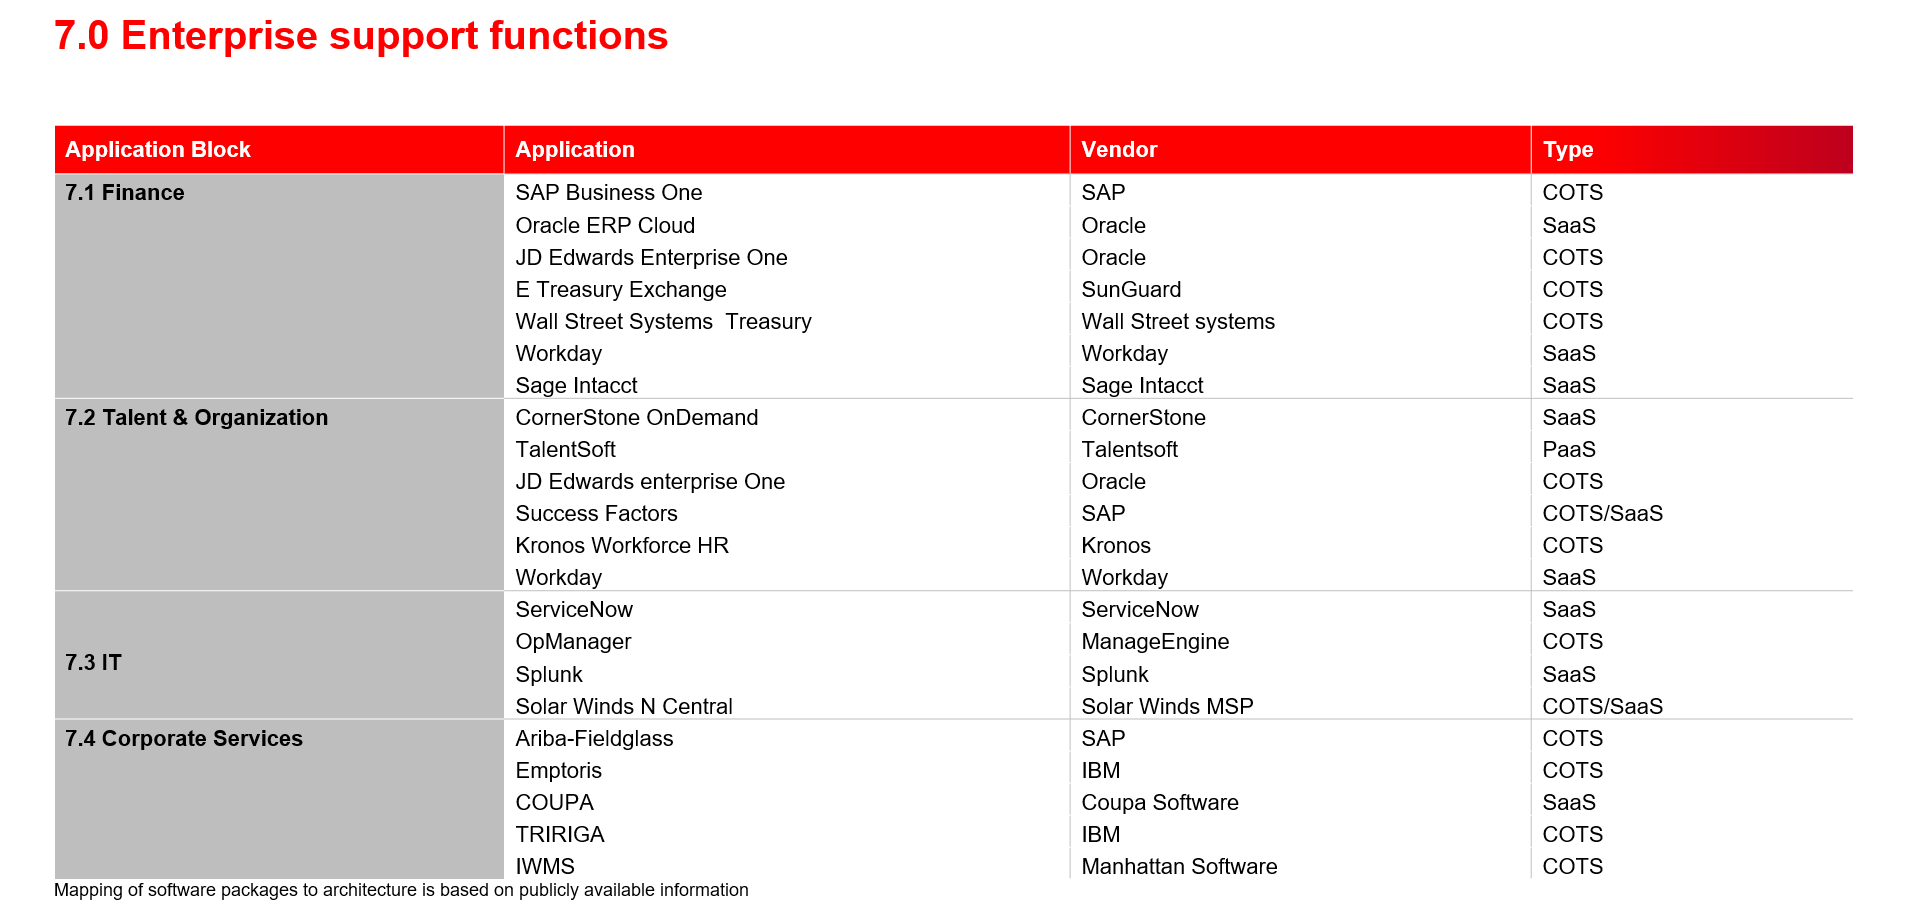 7.0 Enterprise support functions
Application Block Application Vendor Type
7.1 Finance SAP Business One SAP COTS
Oracle ERP Cloud Oracle SaaS
JD Edwards Enterprise One Oracle COTS
E Treasury Exchange SunGuard COTS
Wall Street Systems  Treasury Wall Street systems COTS
Workday Workday SaaS
Sage Intacct Sage Intacct SaaS
7.2 Talent & Organization CornerStone OnDemand CornerStone SaaS
TalentSoft Talentsoft PaaS
JD Edwards enterprise One Oracle COTS
Success Factors SAP COTS/SaaS
Kronos Workforce HR Kronos COTS
Workday Workday SaaS
ServiceNow ServiceNow SaaS
OpManager ManageEngine COTS
7.3 IT
Splunk Splunk SaaS
Solar Winds N Central Solar Winds MSP COTS/SaaS
7.4 Corporate Services Ariba-Fieldglass SAP COTS
Emptoris IBM COTS
COUPA Coupa Software SaaS
TRIRIGA IBM COTS
IWMS Manhattan Software COTS
Mapping of software packages to architecture is based on publicly available information